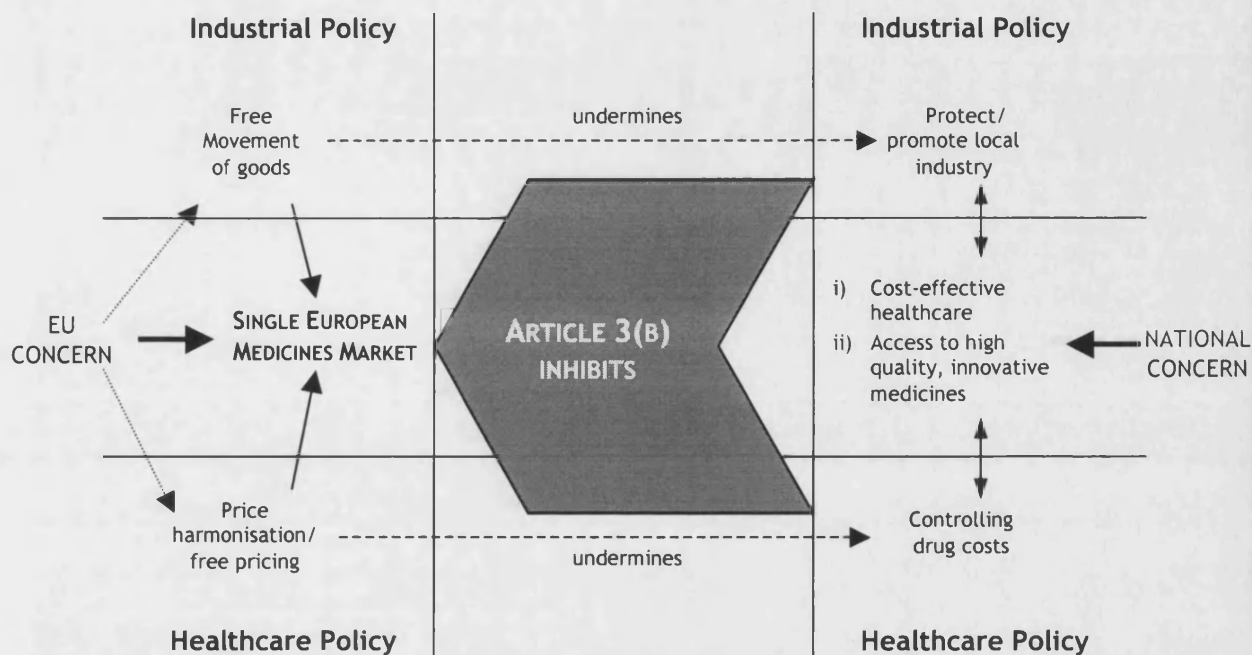 Industrial Policy
Industrial Policy
Free
Movement
of goods
undermines
Protect/
promote local
industry
EU
CONCERN
SINGLE EUROPEAN
MEDICINES MARKET
ARTICLE 3(B)
INHIBITS
i) Cost-effective
healthcare
ii) Access to high
quality, innovative
medicines
NATIONAL
CONCERN
Price
harmonisation/
free pricing
undermines
Controlling
drug costs
Healthcare Policy
Healthcare Policy